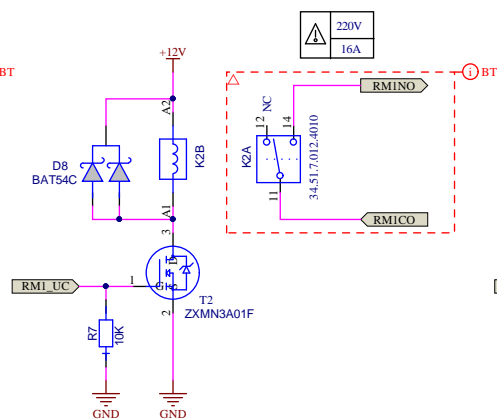 220V
16A
+12V
BT
BT
RM1NO
A2
12
NC
14
D8
BAT54C
K2B
K2A
34.51.7.012.4010
11
A1
RM1CO
3
D
RM1_UC
1
G
S
T2
ZXMN3A01F
2
R7
10K
GND
GND